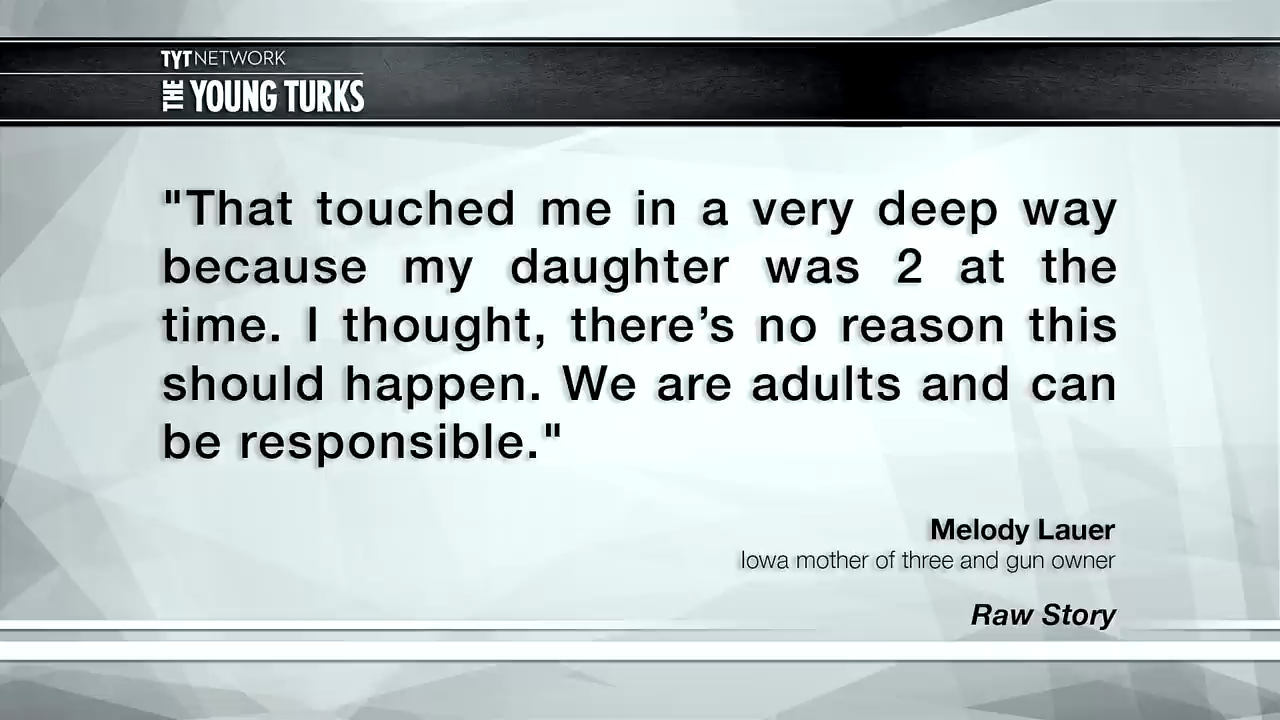 TYT NETWORK
THE YOUNG TURKS
"That touched me in a very deep way
because my daughter was 2 at the
time. I thought, there’s no reason this
should happen. We are adults and can
be responsible."
Melody Lauer
Iowa mother of three and gun owner
Raw Story